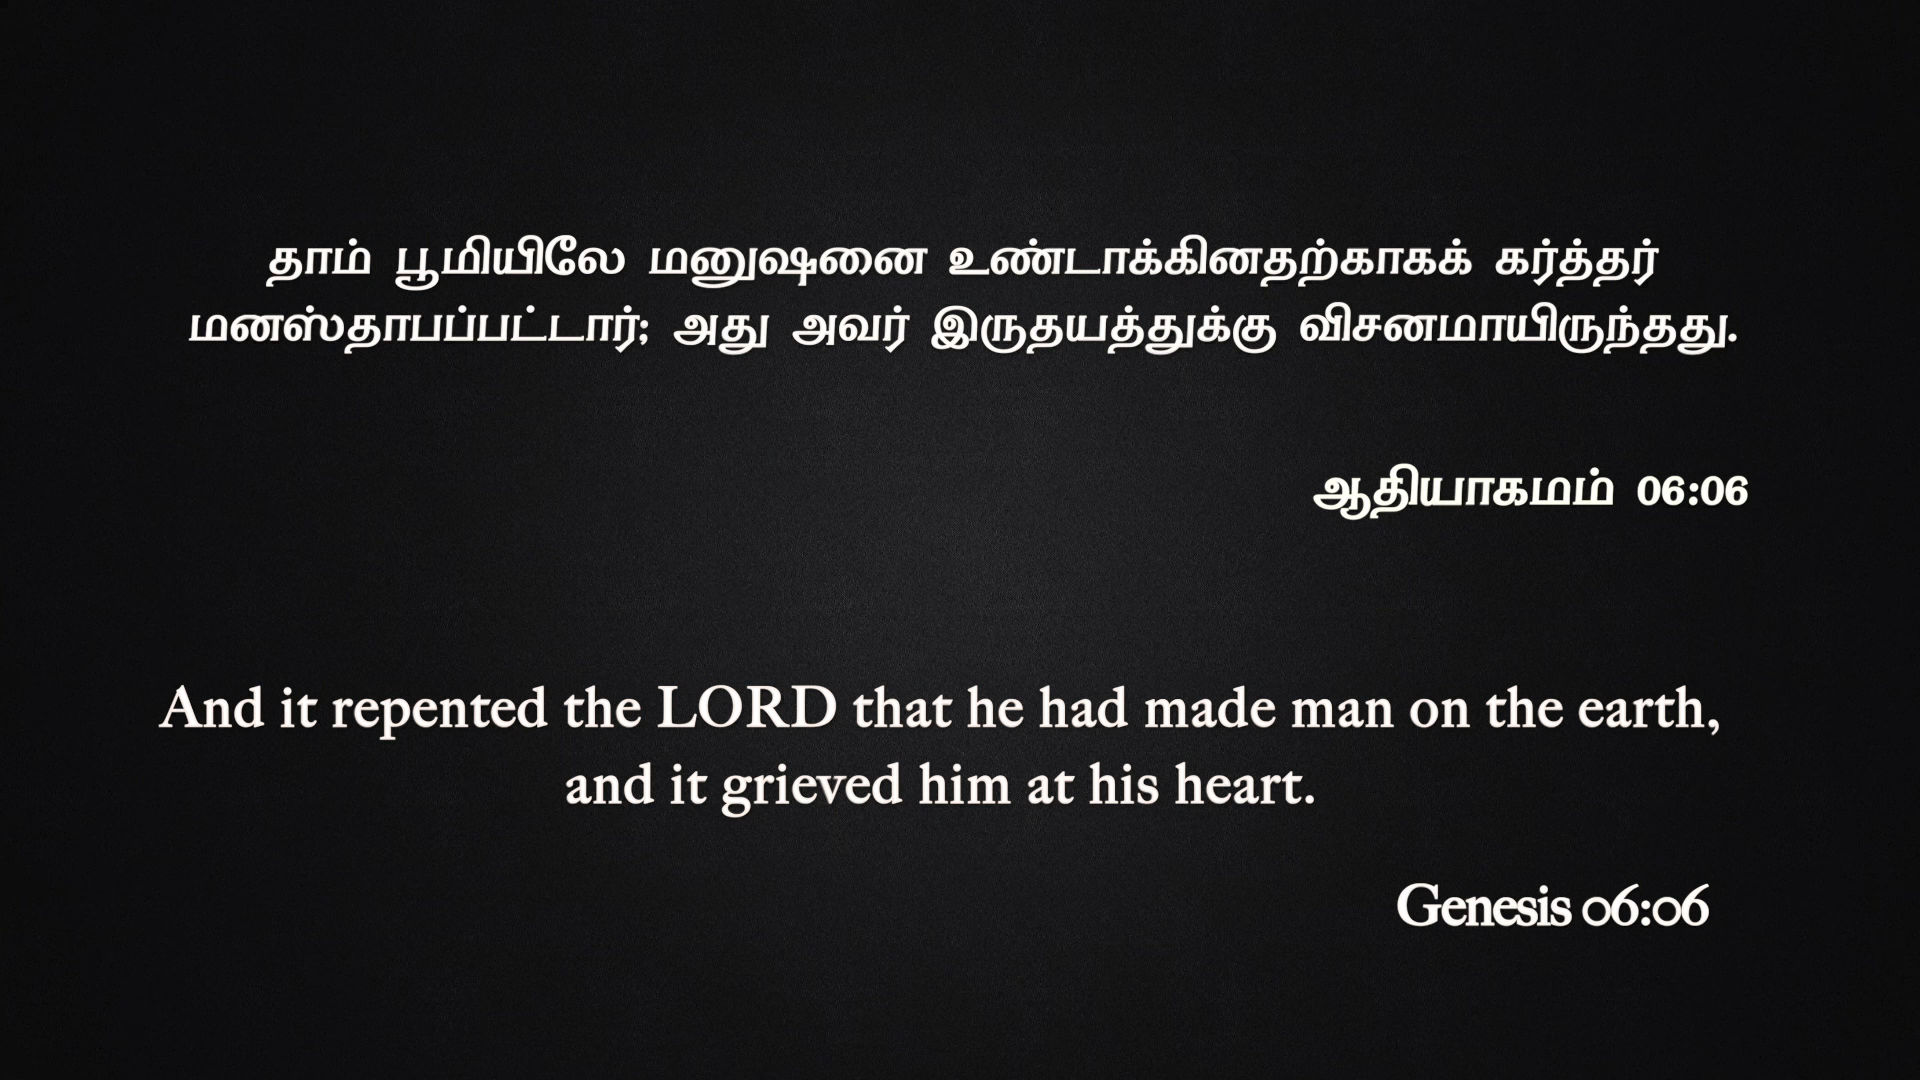 தாம் பூமியிலே மனுஷனை உண்டாக்கினதற்காகக் கர்த்தர்
மனஸ்தாபப்பட்டார்; அது அவர் இருதயத்துக்கு விசனமாயிருந்தது.
ஆதியாகமம் 06:06
And it repented the LORD that he had made man on the earth,
and it grieved him at his heart.
Genesis 06:06